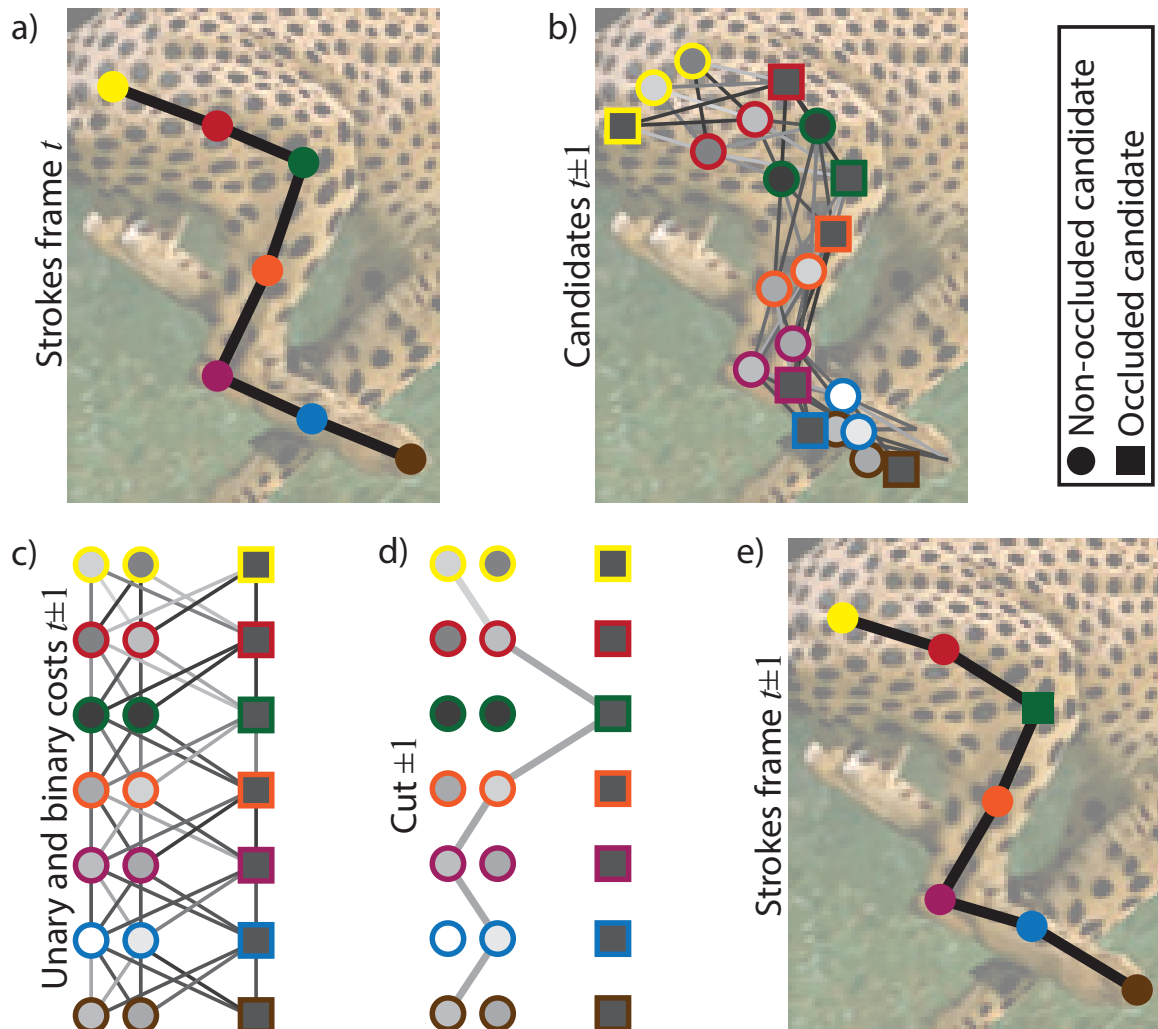 a)
Strokes frame t
b)
Candidates t±1
Non-occluded candidate
Occluded candidate
c)
Unary and binary costs t±1
d)
Cut ±1
e)
Strokes frame t±1